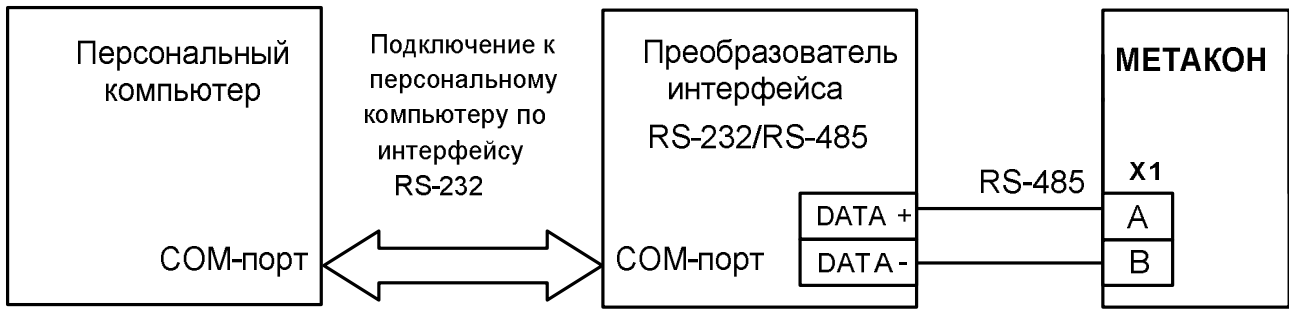 Персональный
компьютер
COM-порт
Подключение к
персональному
компьютеру по
интерфейсу
RS-232
Преобразователь
интерфейса
RS-232/RS-485
COM-порт
DATA +
DATA -
RS-485
МЕТАКОН
X1
A
B